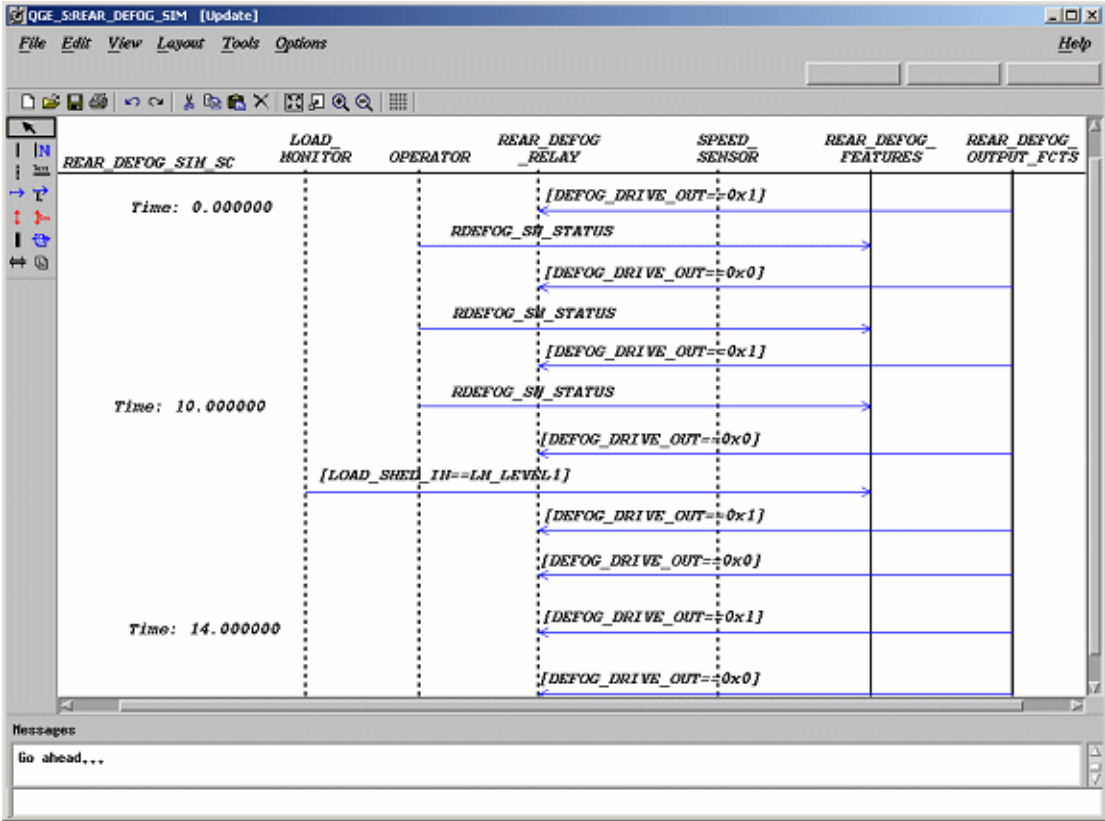 QGE_S:REAR_DEFOG_SIM [Update]
File Edit View Layout Tools Options Help
LOAD_ REAR_DEFOG SPEED_ REAR_DEFOG_ REAR_DEFOG_
REAR_DEFOG_SIM_SC MONITOR OPERATOR _RELAY SENSOR FEATURES OUTPUT_FCTS
[DEFOG_DRIVE_OUT==0x1]
Time: 0.000000
RDEFOG_SW_STATUS
[DEFOG_DRIVE_OUT==0x0]
RDEFOG_SW_STATUS
[DEFOG_DRIVE_OUT==0x1]
RDEFOG_SW_STATUS
Time: 10.000000
[DEFOG_DRIVE_OUT==0x0]
[LOAD_SHED_IN==LM_LEVEL1]
[DEFOG_DRIVE_OUT==0x1]
[DEFOG_DRIVE_OUT==0x0]
[DEFOG_DRIVE_OUT==0x1]
Time: 14.000000
[DEFOG_DRIVE_OUT==0x0]
Messages
Go ahead...